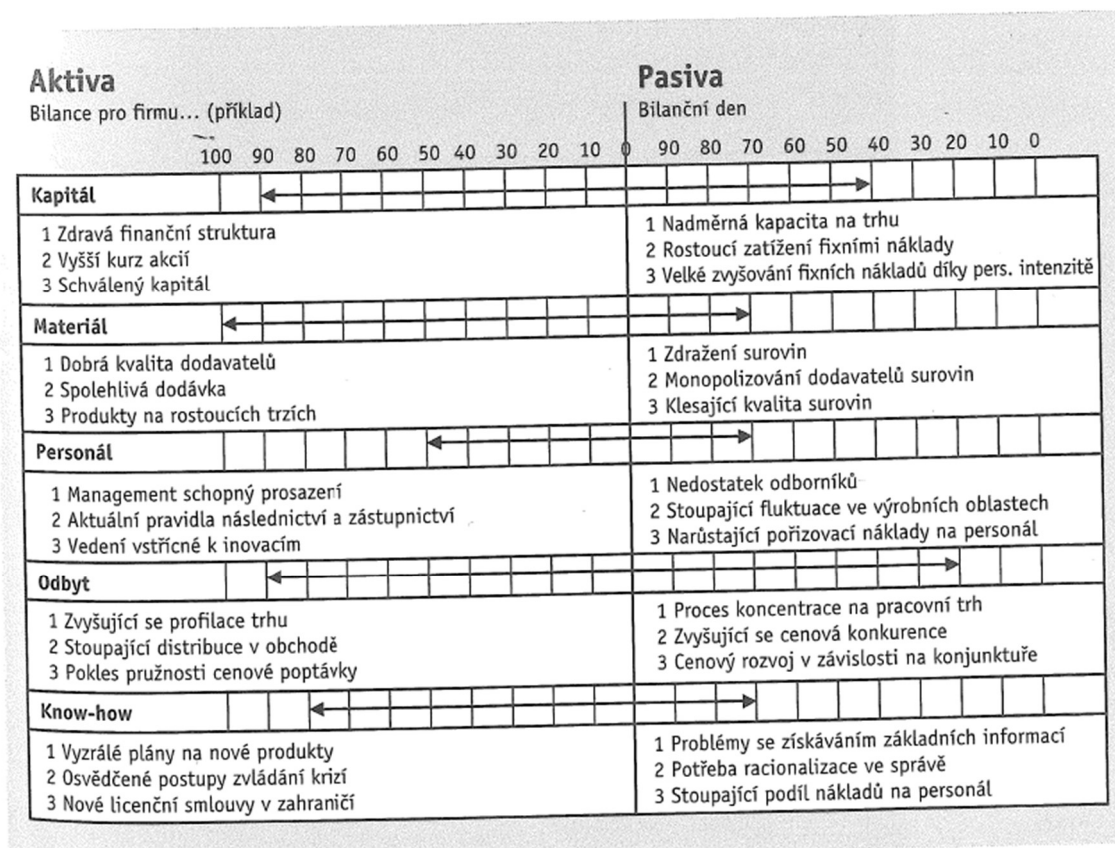 Aktiva
Bilance pro firmu... (příklad)
Pasiva
Bilanční den
100 90 80 70 60 50 40 30 20 10 0 90 80 70 60 50 40 30 20 10 0
Kapitál
1 Zdravá finanční struktura
2 Vyšší kurz akcií
3 Schválený kapitál
1 Nadměrná kapacita na trhu
2 Rostoucí zatížení fixními náklady
3 Velké zvyšování fixních nákladů díky pers. intenzitě
Materiál
1 Dobrá kvalita dodavatelů
2 Spolehlivá dodávka
3 Produkty na rostoucích trzích
1 Zdražení surovin
2 Monopolizování dodavatelů surovin
3 Klesající kvalita surovin
Personál
1 Management schopný prosazení
2 Aktuální pravidla následnictví a zástupnictví
3 Vedení vstřícné k inovacím
1 Nedostatek odborníků
2 Stoupající fluktuace ve výrobních oblastech
3 Narůstající pořizovací náklady na personál
Odbyt
1 Zvyšující se profilace trhu
2 Stoupající distribuce v obchodě
3 Pokles pružnosti cenové poptávky
1 Proces koncentrace na pracovní trh
2 Zvyšující se cenová konkurence
3 Cenový rozvoj v závislosti na konjunktuře
Know-how
1 Vyzrálé plány na nové produkty
2 Osvědčené postupy zvládání krizí
3 Nové licenční smlouvy v zahraničí
1 Problémy se získáváním základních informací
2 Potřeba racionalizace ve správě
3 Stoupající podíl nákladů na personál